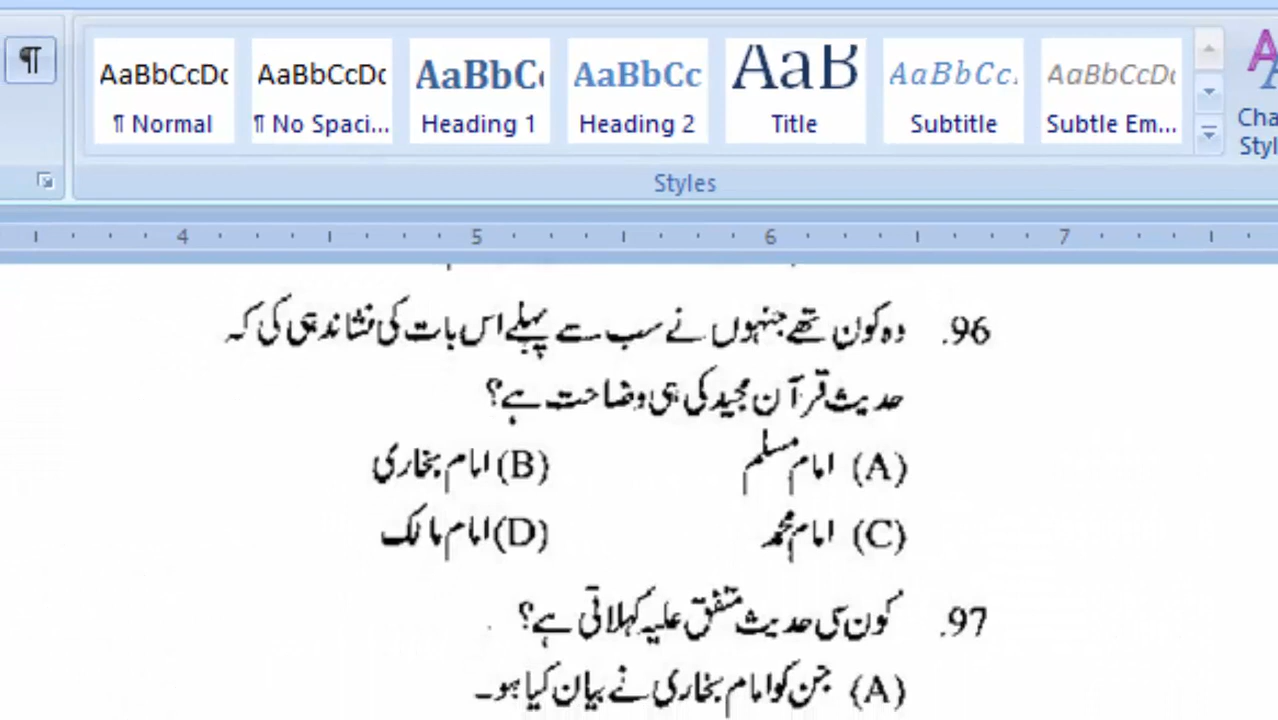 ¶ AaBbCcDc AaBbCcDc AaBbC AaBbCc AaB AaBbCc. AaBbCcDc
¶ Normal ¶ No Spaci... Heading 1 Heading 2 Title Subtitle Subtle Em... Cha
Styl
Styles
4 5 6 7
96. وہ کون تھے جنہوں نے سب سے پہلے اس بات کی نشاندہی کی کہ
حدیث قرآن مجید کی ہی وضاحت ہے؟
(A) امام مسلم (B) امام بخاری
(C) امام محمد (D) امام مالک
97. کون سی حدیث متفق علیہ کہلاتی ہے؟
(A) جن کو امام بخاری نے بیان کیا ہو۔